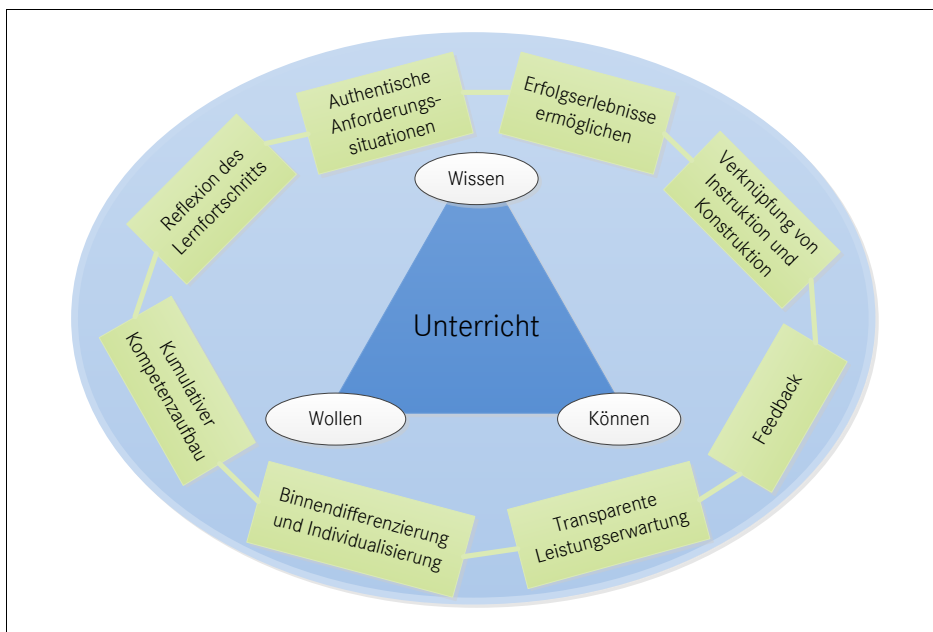 Authentische
Anforderungs-
situationen
Erfolgserlebnisse
ermöglichen
Verknüpfung von
Instruktion und
Konstruktion
Feedback
Transparente
Leistungserwartung
Binnendifferenzierung
und Individualisierung
Kumulativer
Kompetenzaufbau
Reflexion des
Lernfortschritts
Wissen
Unterricht
Wollen
Können